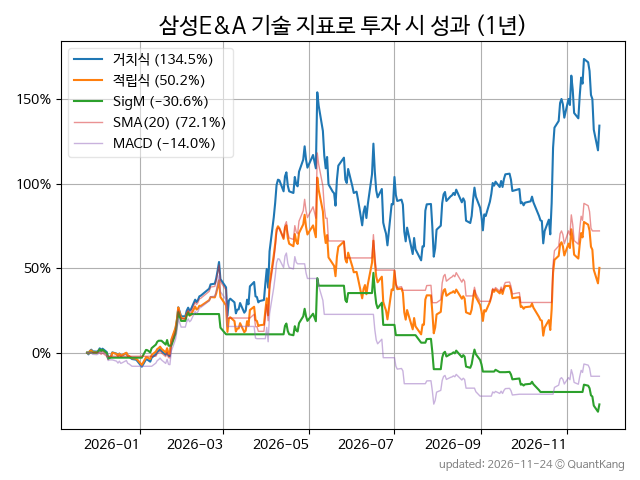 삼성E&A 기술 지표로 투자 시 성과 (1년)
거치식 (134.5%)
적립식 (50.2%)
SigM (−30.6%)
SMA(20) (72.1%)
MACD (−14.0%)
150%
100%
50%
0%
2026-01 2026-03 2026-05 2026-07 2026-09 2026-11
updated: 2026-11-24 © QuantKang